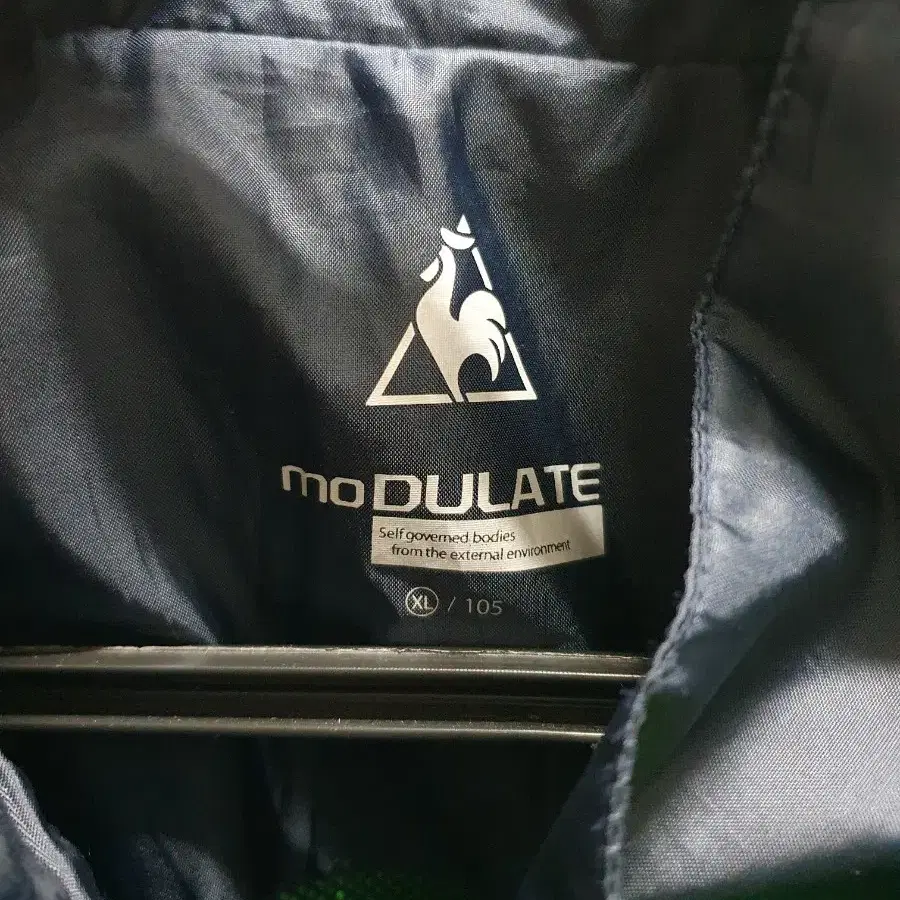 moDULATE
Self governed bodies
from the external environment
XL / 105